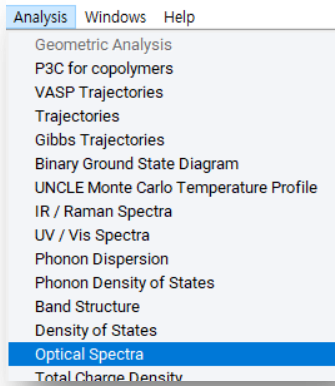 Analysis Windows Help
Geometric Analysis
P3C for copolymers
VASP Trajectories
Trajectories
Gibbs Trajectories
Binary Ground State Diagram
UNCLE Monte Carlo Temperature Profile
IR / Raman Spectra
UV / Vis Spectra
Phonon Dispersion
Phonon Density of States
Band Structure
Density of States
Optical Spectra
Total Charge Density